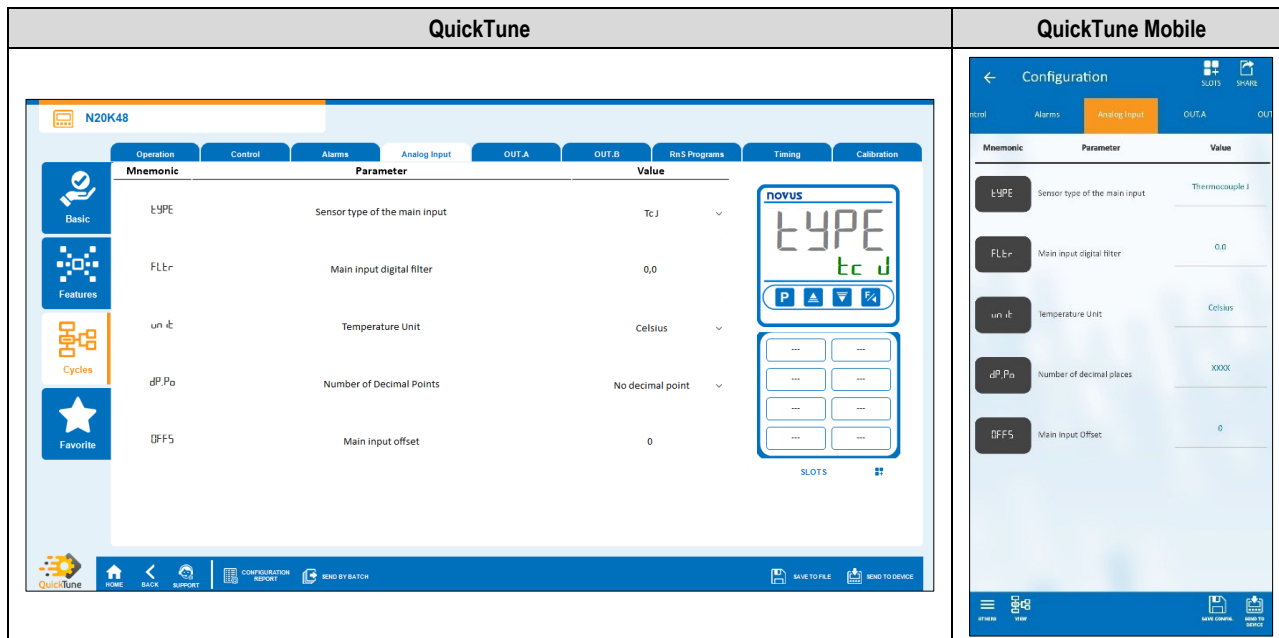 QuickTune
QuickTune Mobile
N20K48
Operation Control Alarms Analog Input OUT.A OUT.B RnS Programs Timing Calibration
Mnemonic Parameter Value
Basic
Features
Cycles
Favorite
tYPE Sensor type of the main input Tc J
FLtr Main input digital filter 0,0
unit Temperature Unit Celsius
dP.Po Number of Decimal Points No decimal point
OFFS Main input offset 0
novus
tYPE
tc J
P F/4
--- ---
--- ---
--- ---
--- ---
SLOTS
QuickTune
HOME BACK SUPPORT CONFIGURATION REPORT SEND BY BATCH SAVE TO FILE SEND TO DEVICE
Configuration
SLOTS SHARE
ntrol Alarms Analog Input OUT.A OUT
Mnemonic Parameter Value
tYPE Sensor type of the main input Thermocouple J
FLtr Main input digital filter 0.0
unit Temperature Unit Celsius
dP.Po Number of decimal places XXXX
OFFS Main Input Offset 0
OTHERS VIEW SAVE CONFIG. SEND TO DEVICE